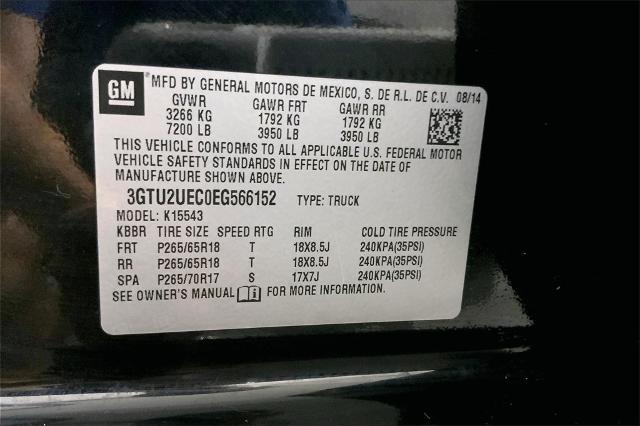 GM
MFD BY GENERAL MOTORS DE MEXICO, S. DE R.L. DE C.V. 08/14
GVWR GAWR FRT GAWR RR
3266 KG 1792 KG 1792 KG
7200 LB 3950 LB 3950 LB
THIS VEHICLE CONFORMS TO ALL APPLICABLE U.S. FEDERAL MOTOR
VEHICLE SAFETY STANDARDS IN EFFECT ON THE DATE OF
MANUFACTURE SHOWN ABOVE.
3GTU2UEC0EG566152 TYPE: TRUCK
MODEL: K15543
KBBR TIRE SIZE SPEED RTG RIM COLD TIRE PRESSURE
FRT P265/65R18 T 18X8.5J 240KPA(35PSI)
RR P265/65R18 T 18X8.5J 240KPA(35PSI)
SPA P265/70R17 S 17X7J 240KPA(35PSI)
SEE OWNER'S MANUAL FOR MORE INFORMATION.